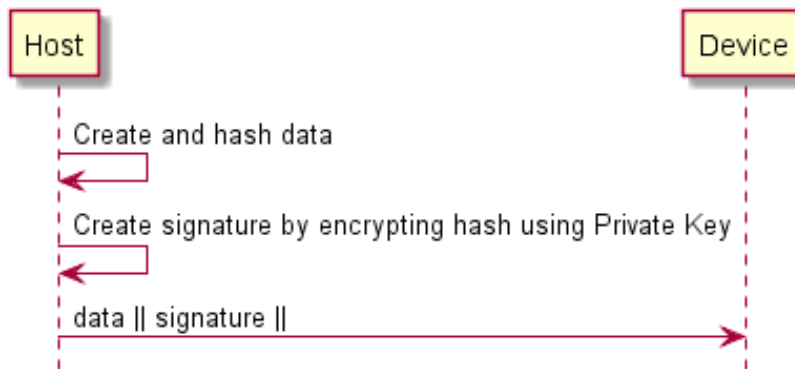 Host
Device
Create and hash data
Create signature by encrypting hash using Private Key
data || signature ||